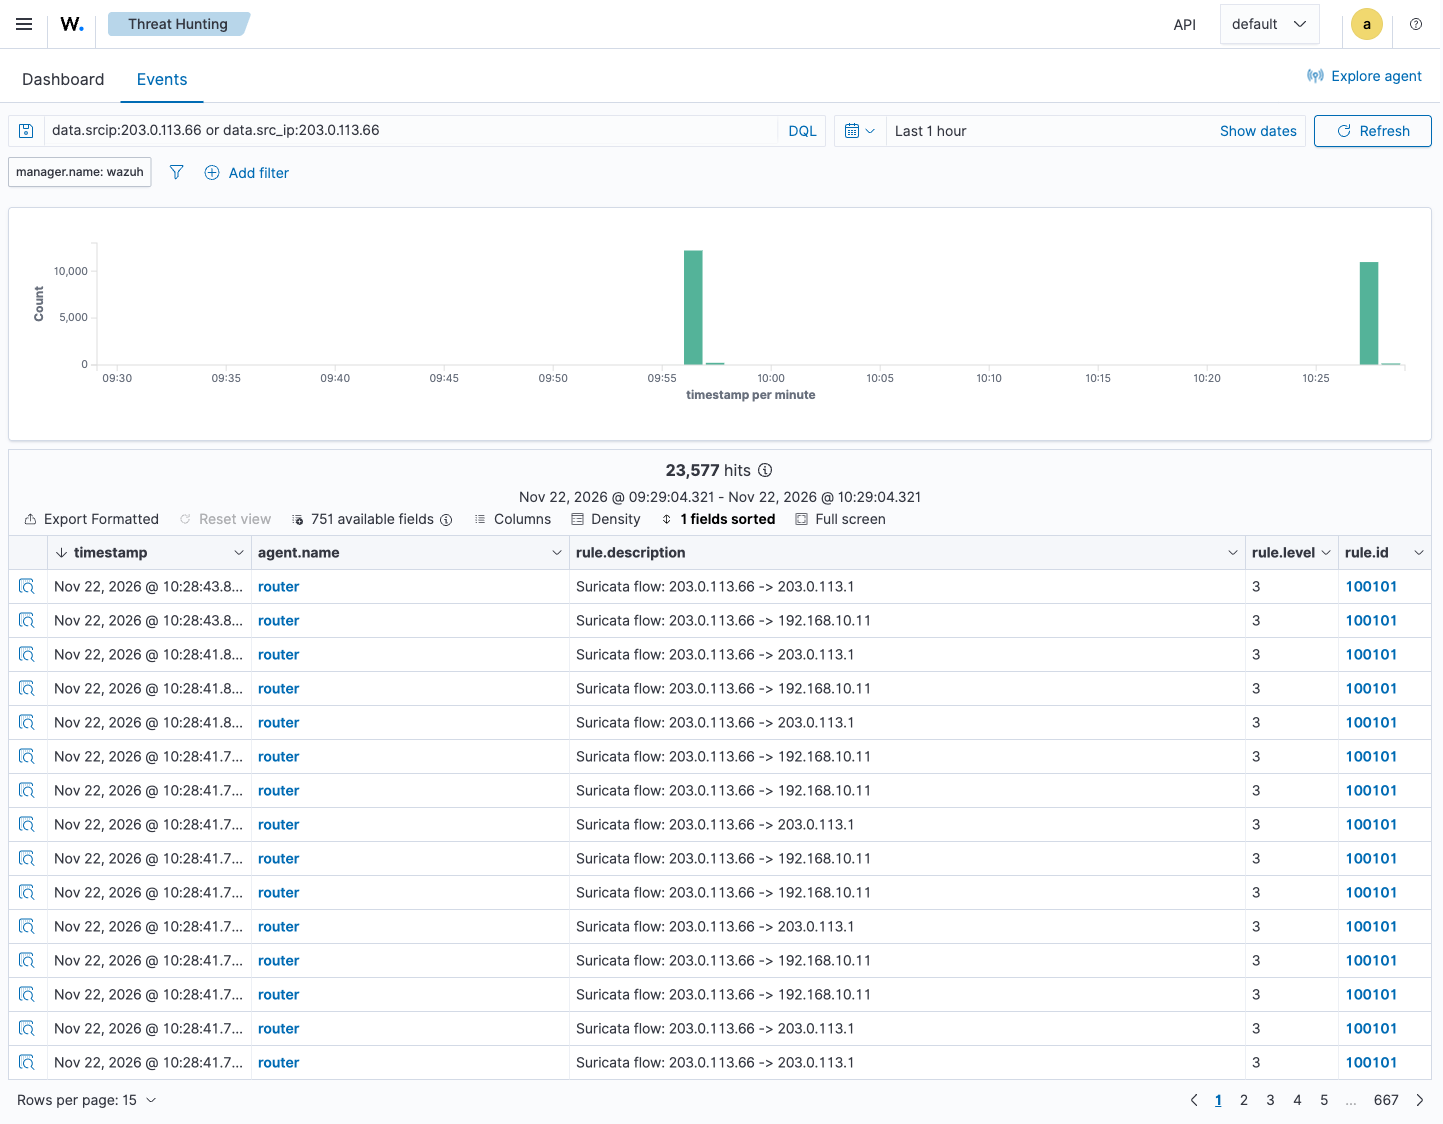 W. Threat Hunting API default a
Dashboard Events Explore agent
data.srcip:203.0.113.66 or data.src_ip:203.0.113.66 DQL Last 1 hour Show dates Refresh
manager.name: wazuh Add filter
10,000
5,000
0
Count
09:30 09:35 09:40 09:45 09:50 09:55 10:00 10:05 10:10 10:15 10:20 10:25
timestamp per minute
23,577 hits
Nov 22, 2026 @ 09:29:04.321 - Nov 22, 2026 @ 10:29:04.321
Export Formatted Reset view 751 available fields Columns Density 1 fields sorted Full screen
timestamp agent.name rule.description rule.level rule.id
Nov 22, 2026 @ 10:28:43.8... router Suricata flow: 203.0.113.66 -> 203.0.113.1 3 100101
Nov 22, 2026 @ 10:28:43.8... router Suricata flow: 203.0.113.66 -> 192.168.10.11 3 100101
Nov 22, 2026 @ 10:28:41.8... router Suricata flow: 203.0.113.66 -> 203.0.113.1 3 100101
Nov 22, 2026 @ 10:28:41.8... router Suricata flow: 203.0.113.66 -> 192.168.10.11 3 100101
Nov 22, 2026 @ 10:28:41.8... router Suricata flow: 203.0.113.66 -> 203.0.113.1 3 100101
Nov 22, 2026 @ 10:28:41.7... router Suricata flow: 203.0.113.66 -> 192.168.10.11 3 100101
Nov 22, 2026 @ 10:28:41.7... router Suricata flow: 203.0.113.66 -> 192.168.10.11 3 100101
Nov 22, 2026 @ 10:28:41.7... router Suricata flow: 203.0.113.66 -> 203.0.113.1 3 100101
Nov 22, 2026 @ 10:28:41.7... router Suricata flow: 203.0.113.66 -> 192.168.10.11 3 100101
Nov 22, 2026 @ 10:28:41.7... router Suricata flow: 203.0.113.66 -> 192.168.10.11 3 100101
Nov 22, 2026 @ 10:28:41.7... router Suricata flow: 203.0.113.66 -> 203.0.113.1 3 100101
Nov 22, 2026 @ 10:28:41.7... router Suricata flow: 203.0.113.66 -> 192.168.10.11 3 100101
Nov 22, 2026 @ 10:28:41.7... router Suricata flow: 203.0.113.66 -> 192.168.10.11 3 100101
Nov 22, 2026 @ 10:28:41.7... router Suricata flow: 203.0.113.66 -> 203.0.113.1 3 100101
Nov 22, 2026 @ 10:28:41.7... router Suricata flow: 203.0.113.66 -> 203.0.113.1 3 100101
Rows per page: 15 1 2 3 4 5 ... 667